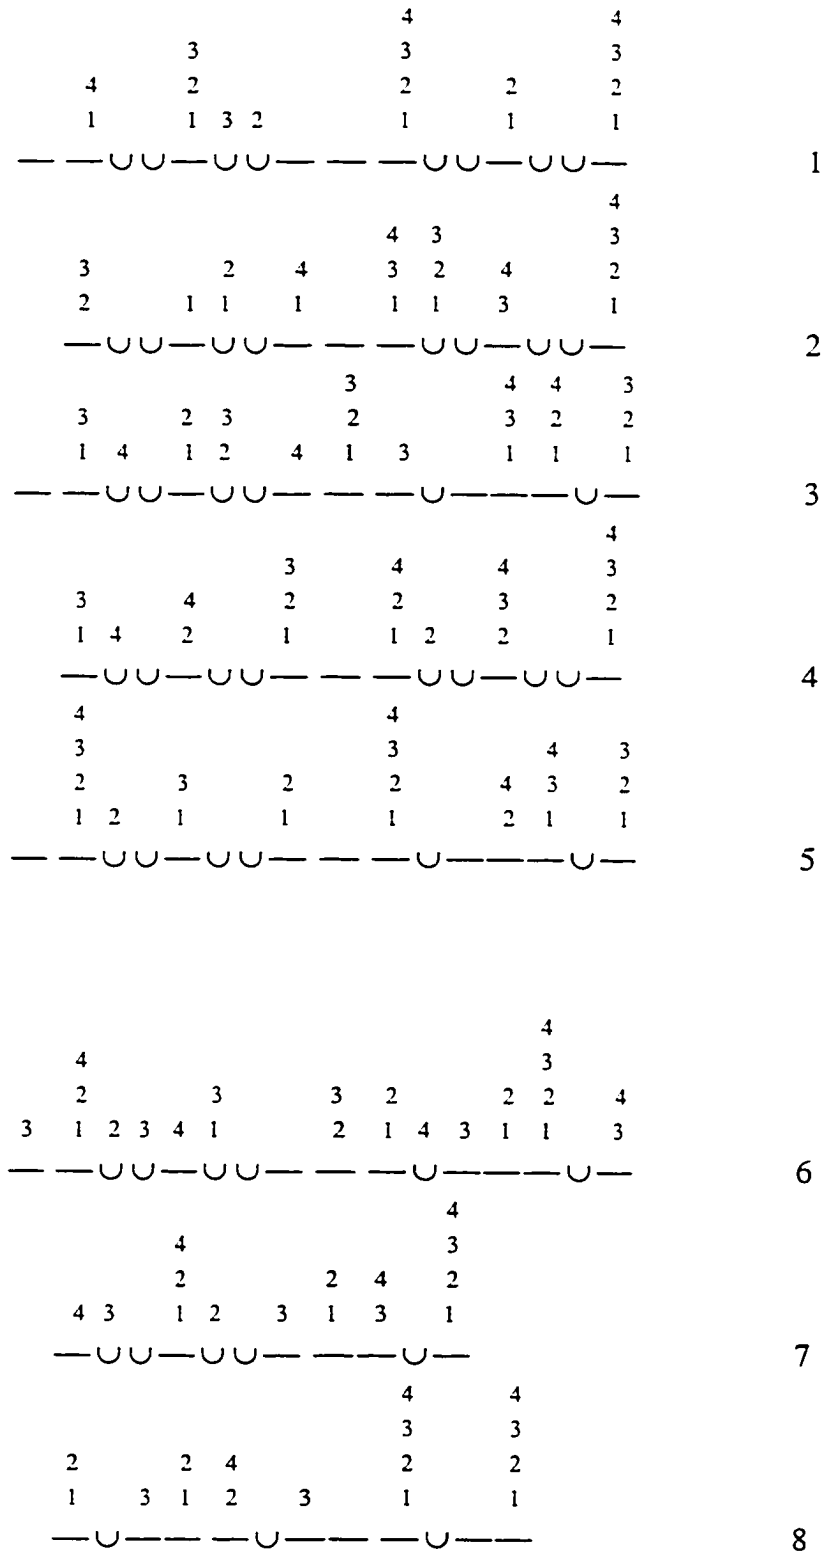 4 4
3 3 3
4 2 2 2 2
1 1 3 2 1 1 1
— — ∪ ∪ — ∪ ∪ — — — ∪ ∪ — ∪ ∪ — 1
4
4 3 3
3 2 4 3 2 4 2
2 1 1 1 1 1 3 1
— ∪ ∪ — ∪ ∪ — — — ∪ ∪ — ∪ ∪ — 2
3 4 4 3
3 2 3 2 3 2 2
1 4 1 2 4 1 3 1 1 1
— — ∪ ∪ — ∪ ∪ — — — ∪ — — — ∪ — 3
4
3 4 4 3
3 4 2 2 3 2
1 4 2 1 1 2 2 1
— ∪ ∪ — ∪ ∪ — — — ∪ ∪ — ∪ ∪ — 4
4 4
3 3 4 3
2 3 2 2 4 3 2
1 2 1 1 1 2 1 1
— — ∪ ∪ — ∪ ∪ — — — ∪ — — — ∪ — 5
4
4 3
2 3 3 2 2 2 4
3 1 2 3 4 1 2 1 4 3 1 1 3
— — ∪ ∪ — ∪ ∪ — — — ∪ — — — ∪ — 6
4
4 3
2 2 4 2
4 3 1 2 3 1 3 1
— ∪ ∪ — ∪ ∪ — — — ∪ — 7
4 4
3 3
2 2 4 2 2
1 3 1 2 3 1 1
— ∪ — — — ∪ — — — ∪ — — 8